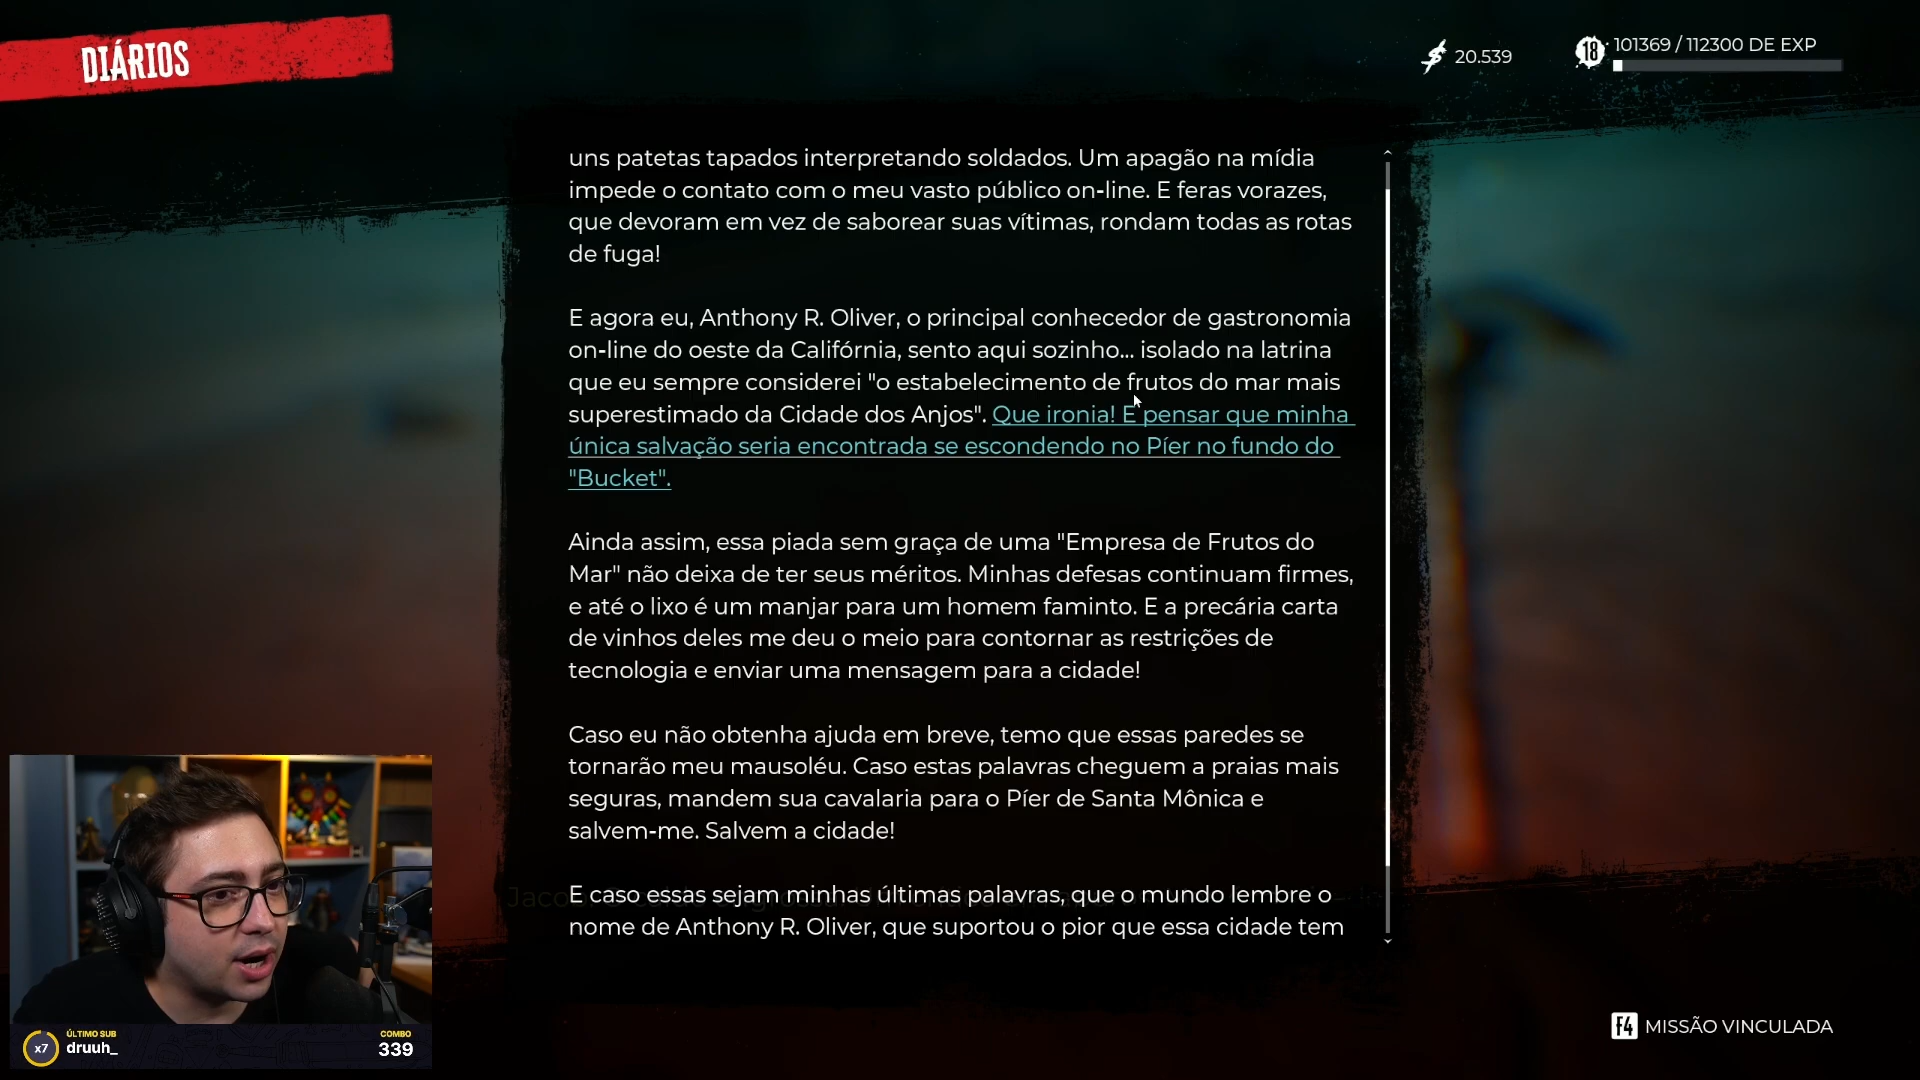 DIÁRIOS
20.539
18
101369 / 112300 DE EXP
uns patetas tapados interpretando soldados. Um apagão na mídia
impede o contato com o meu vasto público on-line. E feras vorazes,
que devoram em vez de saborear suas vítimas, rondam todas as rotas
de fuga!
E agora eu, Anthony R. Oliver, o principal conhecedor de gastronomia
on-line do oeste da Califórnia, sento aqui sozinho... isolado na latrina
que eu sempre considerei "o estabelecimento de frutos do mar mais
superestimado da Cidade dos Anjos". Que ironia! E pensar que minha
única salvação seria encontrada se escondendo no Píer no fundo do
"Bucket".
Ainda assim, essa piada sem graça de uma "Empresa de Frutos do
Mar" não deixa de ter seus méritos. Minhas defesas continuam firmes,
e até o lixo é um manjar para um homem faminto. E a precária carta
de vinhos deles me deu o meio para contornar as restrições de
tecnologia e enviar uma mensagem para a cidade!
Caso eu não obtenha ajuda em breve, temo que essas paredes se
tornarão meu mausoléu. Caso estas palavras cheguem a praias mais
seguras, mandem sua cavalaria para o Píer de Santa Mônica e
salvem-me. Salvem a cidade!
E caso essas sejam minhas últimas palavras, que o mundo lembre o
nome de Anthony R. Oliver, que suportou o pior que essa cidade tem
F4 MISSÃO VINCULADA
x7
ÚLTIMO SUB
druuh_
COMBO
339